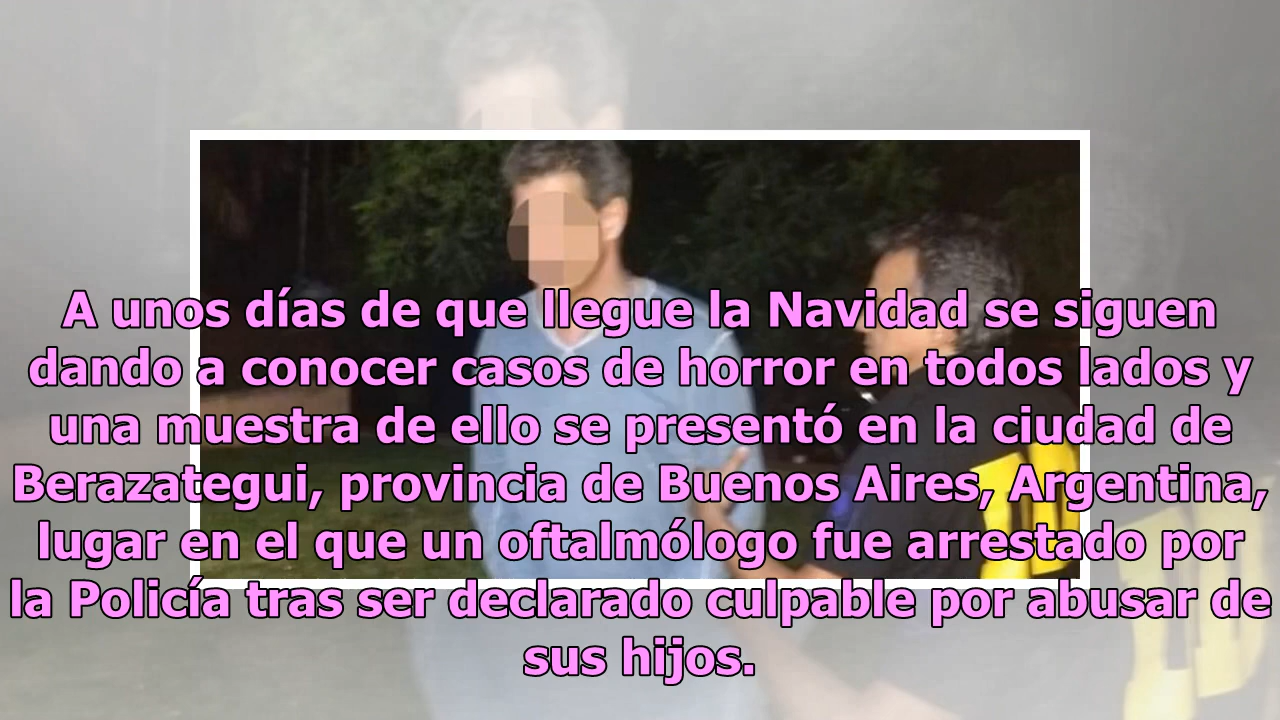 A unos días de que llegue la Navidad se siguen
dando a conocer casos de horror en todos lados y
una muestra de ello se presentó en la ciudad de
Berazategui, provincia de Buenos Aires, Argentina,
lugar en el que un oftalmólogo fue arrestado por
la Policía tras ser declarado culpable por abusar de
sus hijos.